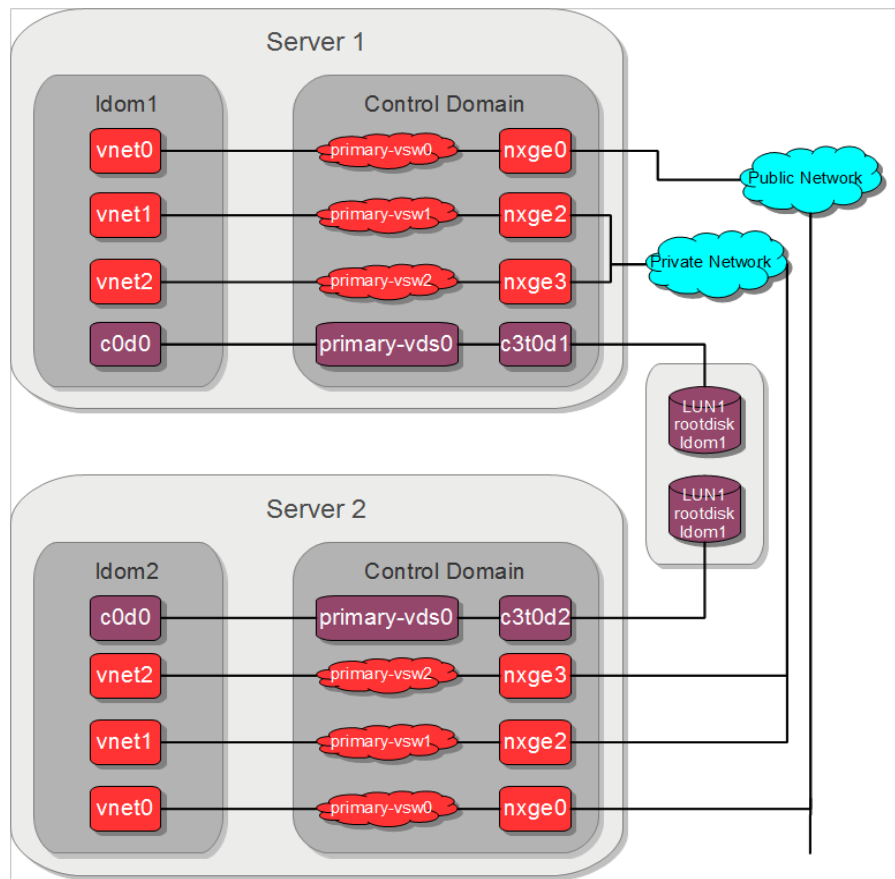 Server 1
ldom1
Control Domain
vnet0
primary-vsw0
nxge0
Public Network
vnet1
primary-vsw1
nxge2
Private Network
vnet2
primary-vsw2
nxge3
c0d0
primary-vds0
c3t0d1
LUN1
rootdisk
ldom1
LUN1
rootdisk
ldom1
Server 2
ldom2
Control Domain
c0d0
primary-vds0
c3t0d2
vnet2
primary-vsw2
nxge3
vnet1
primary-vsw1
nxge2
vnet0
primary-vsw0
nxge0